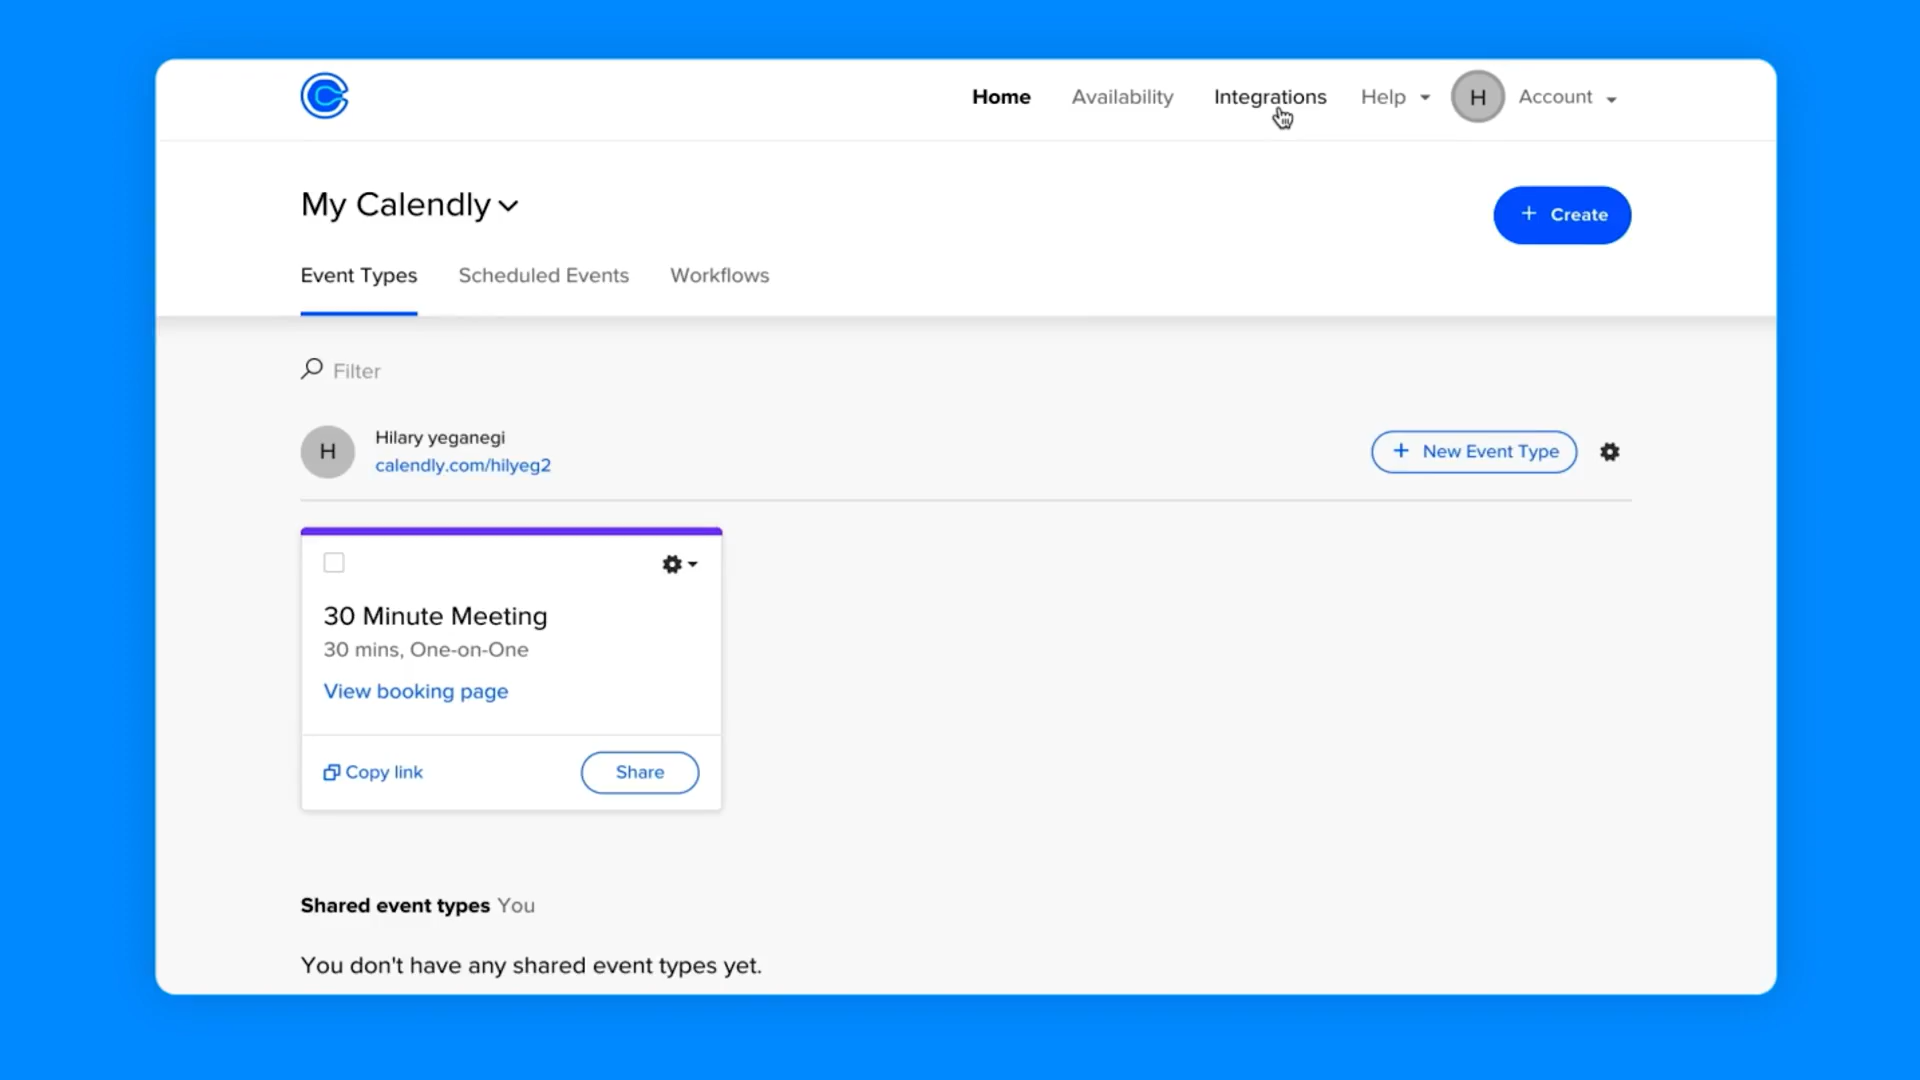 Home Availability Integrations Help H Account
My Calendly
+ Create
Event Types Scheduled Events Workflows
Filter
H
Hilary yeganegi
calendly.com/hilyeg2
+ New Event Type
30 Minute Meeting
30 mins, One-on-One
View booking page
Copy link
Share
Shared event types You
You don't have any shared event types yet.